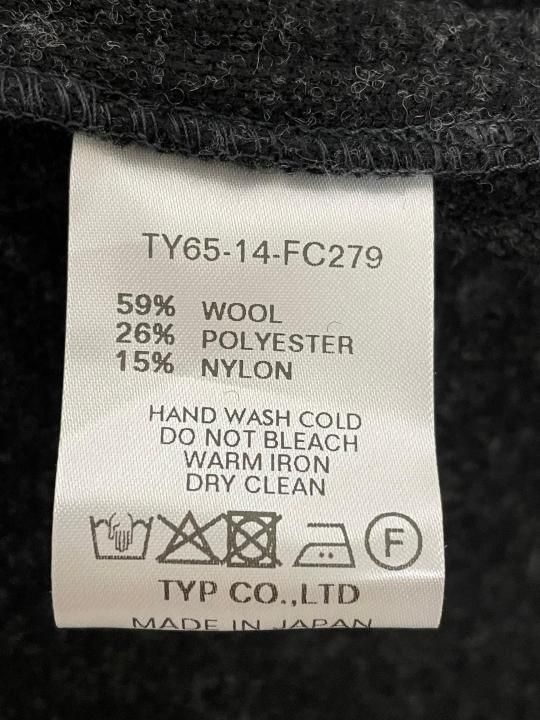 TY65-14-FC279
59% WOOL
26% POLYESTER
15% NYLON
HAND WASH COLD
DO NOT BLEACH
WARM IRON
DRY CLEAN
F
TYP CO.,LTD
MADE IN JAPAN